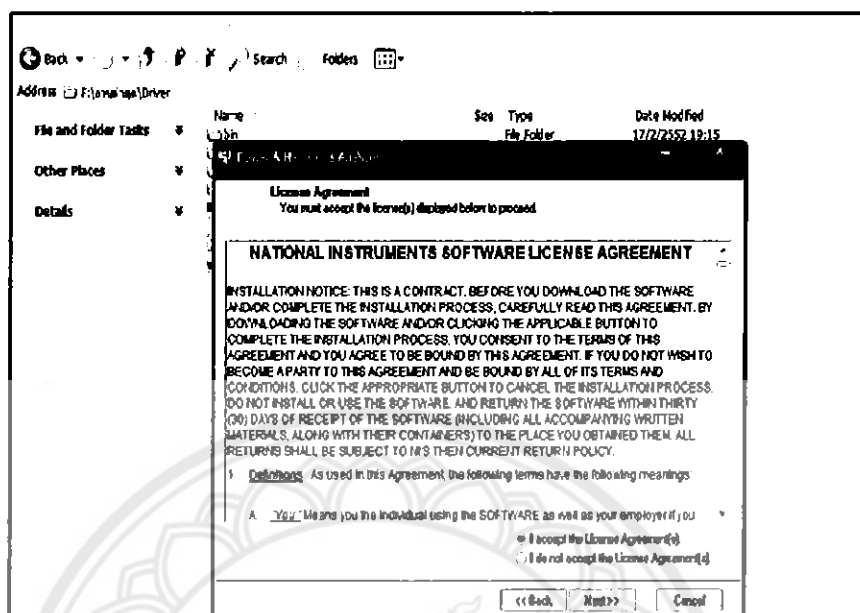 Back Search Folders
Address Driver
Name Size Type Date Modified
bin File Folder 17/2/2552 19:15
File and Folder Tasks
Other Places
Details
License Agreement
You must accept the license(s) displayed below to proceed.
NATIONAL INSTRUMENTS SOFTWARE LICENSE AGREEMENT
INSTALLATION NOTICE: THIS IS A CONTRACT. BEFORE YOU DOWNLOAD THE SOFTWARE
AND/OR COMPLETE THE INSTALLATION PROCESS, CAREFULLY READ THIS AGREEMENT. BY
DOWNLOADING THE SOFTWARE AND/OR CLICKING THE APPLICABLE BUTTON TO
COMPLETE THE INSTALLATION PROCESS, YOU CONSENT TO THE TERMS OF THIS
AGREEMENT AND YOU AGREE TO BE BOUND BY THIS AGREEMENT. IF YOU DO NOT WISH TO
BECOME A PARTY TO THIS AGREEMENT AND BE BOUND BY ALL OF ITS TERMS AND
CONDITIONS, CLICK THE APPROPRIATE BUTTON TO CANCEL THE INSTALLATION PROCESS,
DO NOT INSTALL OR USE THE SOFTWARE, AND RETURN THE SOFTWARE WITHIN THIRTY
(30) DAYS OF RECEIPT OF THE SOFTWARE (INCLUDING ALL ACCOMPANYING WRITTEN
MATERIALS, ALONG WITH THEIR CONTAINERS) TO THE PLACE YOU OBTAINED THEM. ALL
RETURNS SHALL BE SUBJECT TO NI'S THEN CURRENT RETURN POLICY.
1. Definitions. As used in this Agreement, the following terms have the following meanings:
A. "You" Means you the individual using the SOFTWARE as well as your employer if you
I accept the License Agreement(s).
I do not accept the License Agreement(s).
<< Back Next >> Cancel